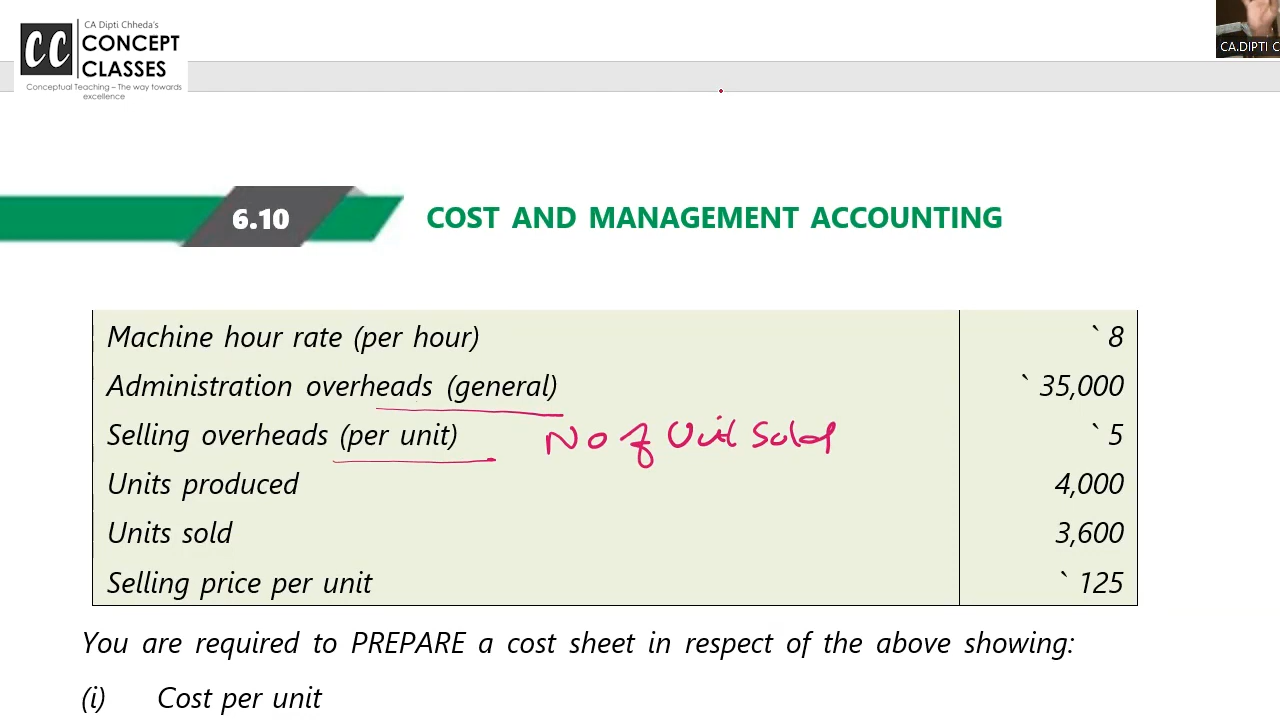 CA Dipti Chheda's
CC CONCEPT
CLASSES
Conceptual Teaching – The way towards
excellence
CA.DIPTI C
6.10 COST AND MANAGEMENT ACCOUNTING
Machine hour rate (per hour) ` 8
Administration overheads (general) ` 35,000
Selling overheads (per unit) No of Unit Sold ` 5
Units produced 4,000
Units sold 3,600
Selling price per unit ` 125
You are required to PREPARE a cost sheet in respect of the above showing:
(i) Cost per unit